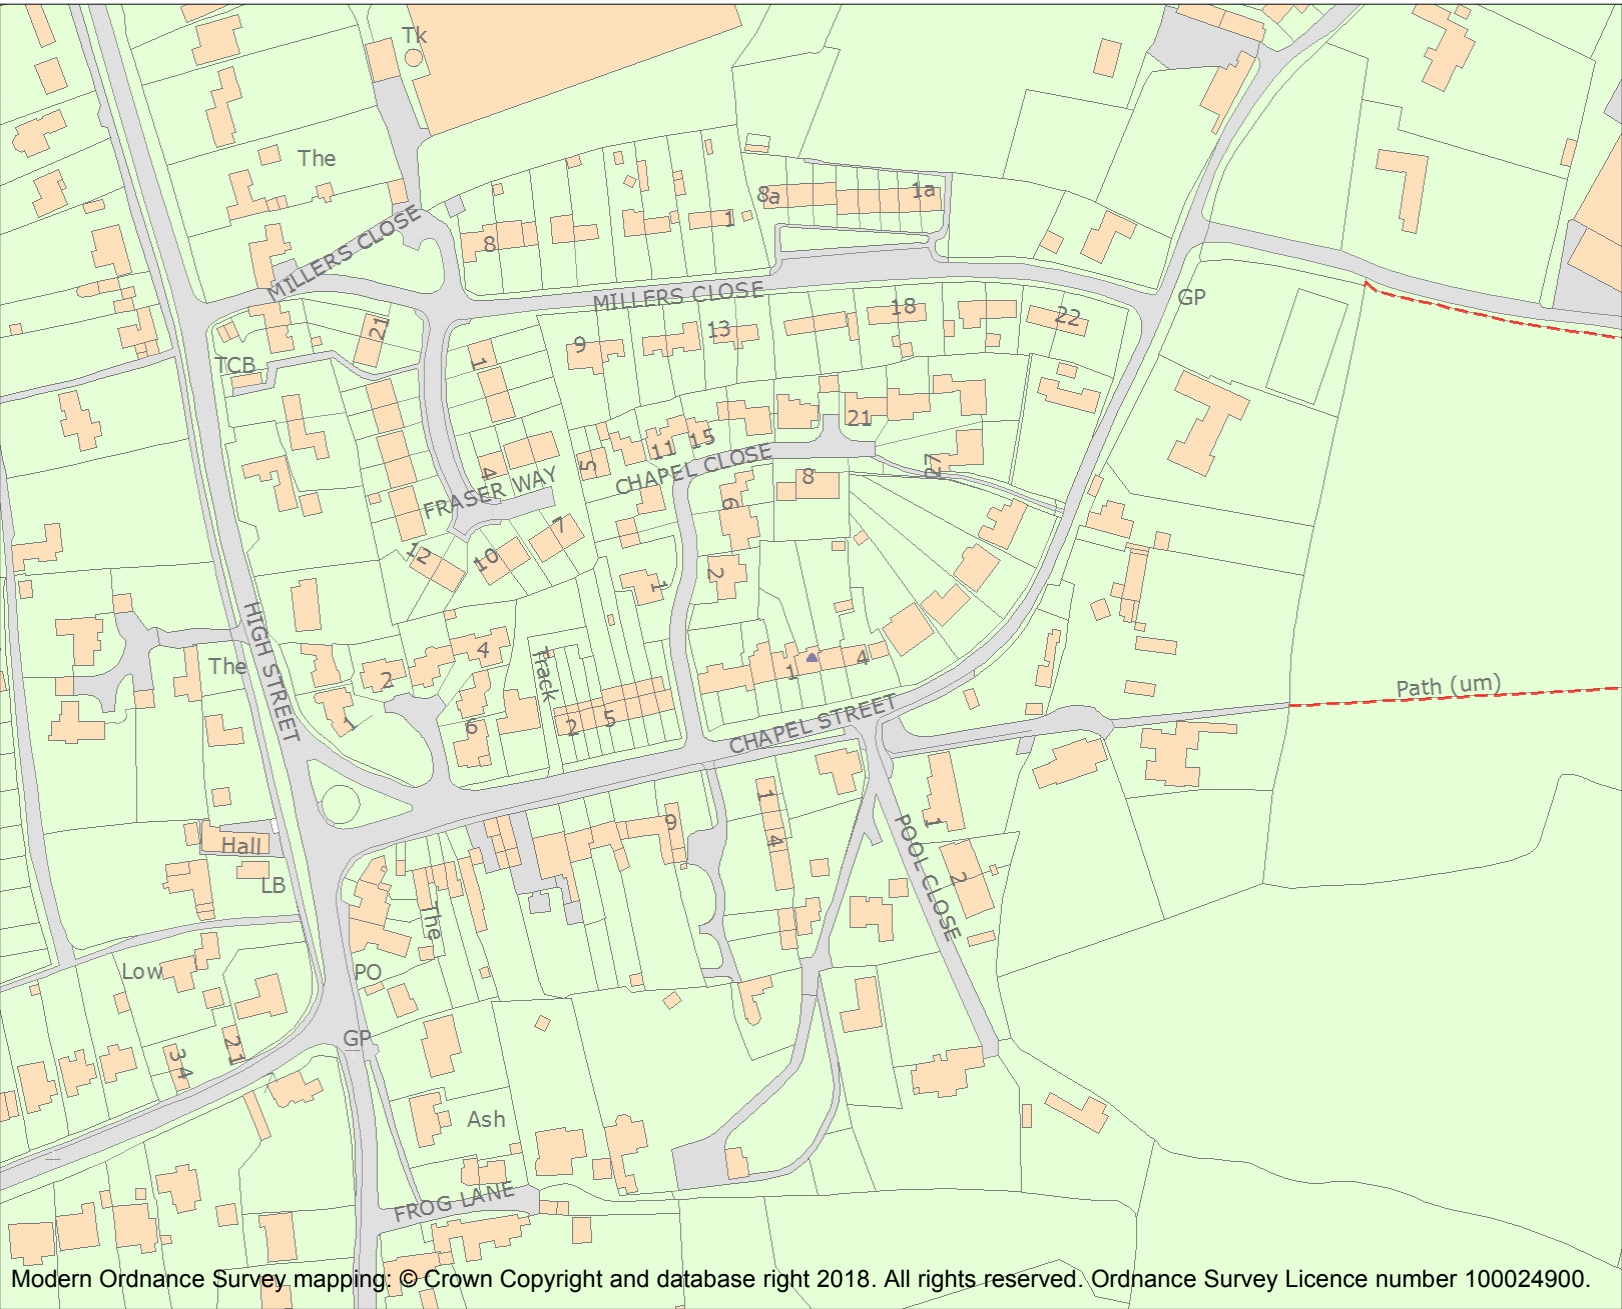 Tk
The
MILLERS CLOSE
8a
1a
8
1
MILLERS CLOSE
GP
21
18
22
13
9
TCB
1
21
11
15
5
CHAPEL CLOSE
27
4
8
FRASER WAY
6
7
12
10
1
2
HIGH STREET
The
4
2
Track
1
4
Path (um)
1
6
2
5
CHAPEL STREET
1
9
1
POOL CLOSE
Hall
4
LB
2
The
Low
PO
GP
2 1
3 4
Ash
FROG LANE
Modern Ordnance Survey mapping: © Crown Copyright and database right 2018. All rights reserved. Ordnance Survey Licence number 100024900.